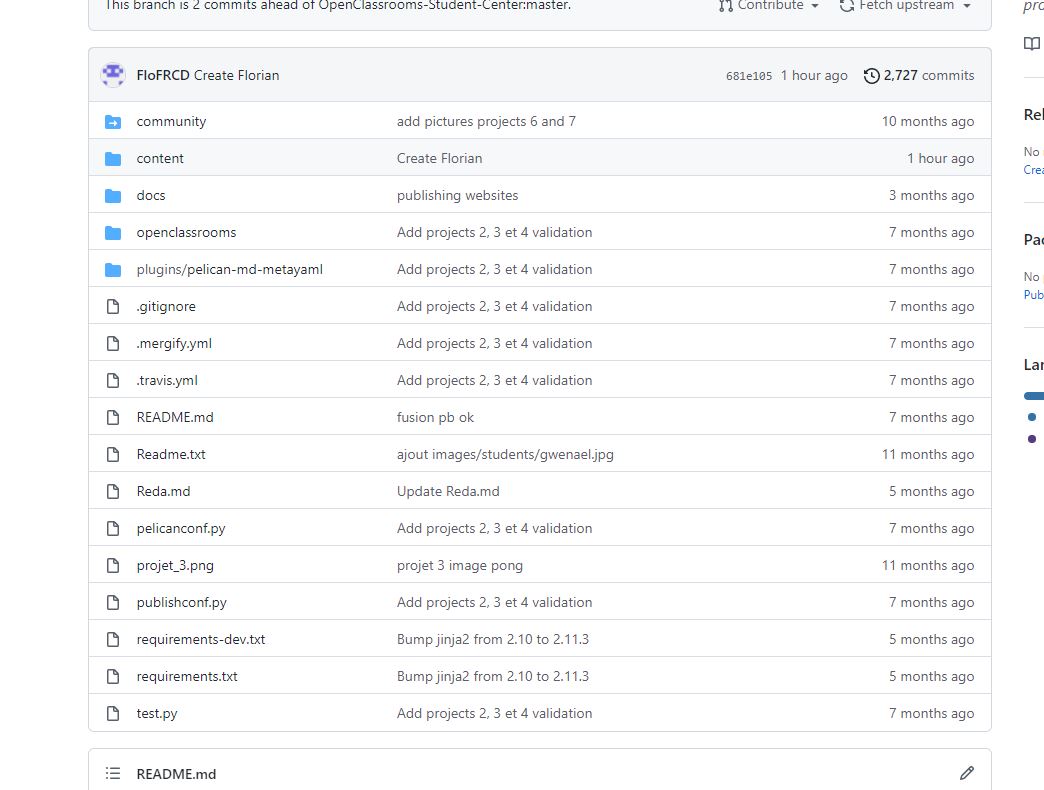 This branch is 2 commits ahead of OpenClassrooms-Student-Center:master. Contribute Fetch upstream
FloFRCD Create Florian 681e105 1 hour ago 2,727 commits
community add pictures projects 6 and 7 10 months ago
content Create Florian 1 hour ago
docs publishing websites 3 months ago
openclassrooms Add projects 2, 3 et 4 validation 7 months ago
plugins/pelican-md-metayaml Add projects 2, 3 et 4 validation 7 months ago
.gitignore Add projects 2, 3 et 4 validation 7 months ago
.mergify.yml Add projects 2, 3 et 4 validation 7 months ago
.travis.yml Add projects 2, 3 et 4 validation 7 months ago
README.md fusion pb ok 7 months ago
Readme.txt ajout images/students/gwenael.jpg 11 months ago
Reda.md Update Reda.md 5 months ago
pelicanconf.py Add projects 2, 3 et 4 validation 7 months ago
projet_3.png projet 3 image pong 11 months ago
publishconf.py Add projects 2, 3 et 4 validation 7 months ago
requirements-dev.txt Bump jinja2 from 2.10 to 2.11.3 5 months ago
requirements.txt Bump jinja2 from 2.10 to 2.11.3 5 months ago
test.py Add projects 2, 3 et 4 validation 7 months ago
README.md
No
No